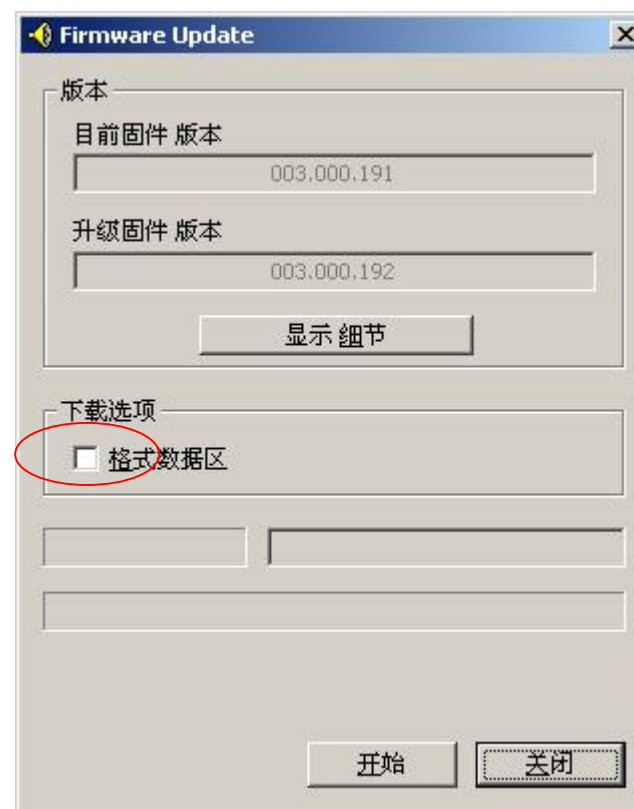 Firmware Update
版本
目前固件 版本
003.000.191
升级固件 版本
003.000.192
显示 细节
下载选项
格式数据区
开始
关闭